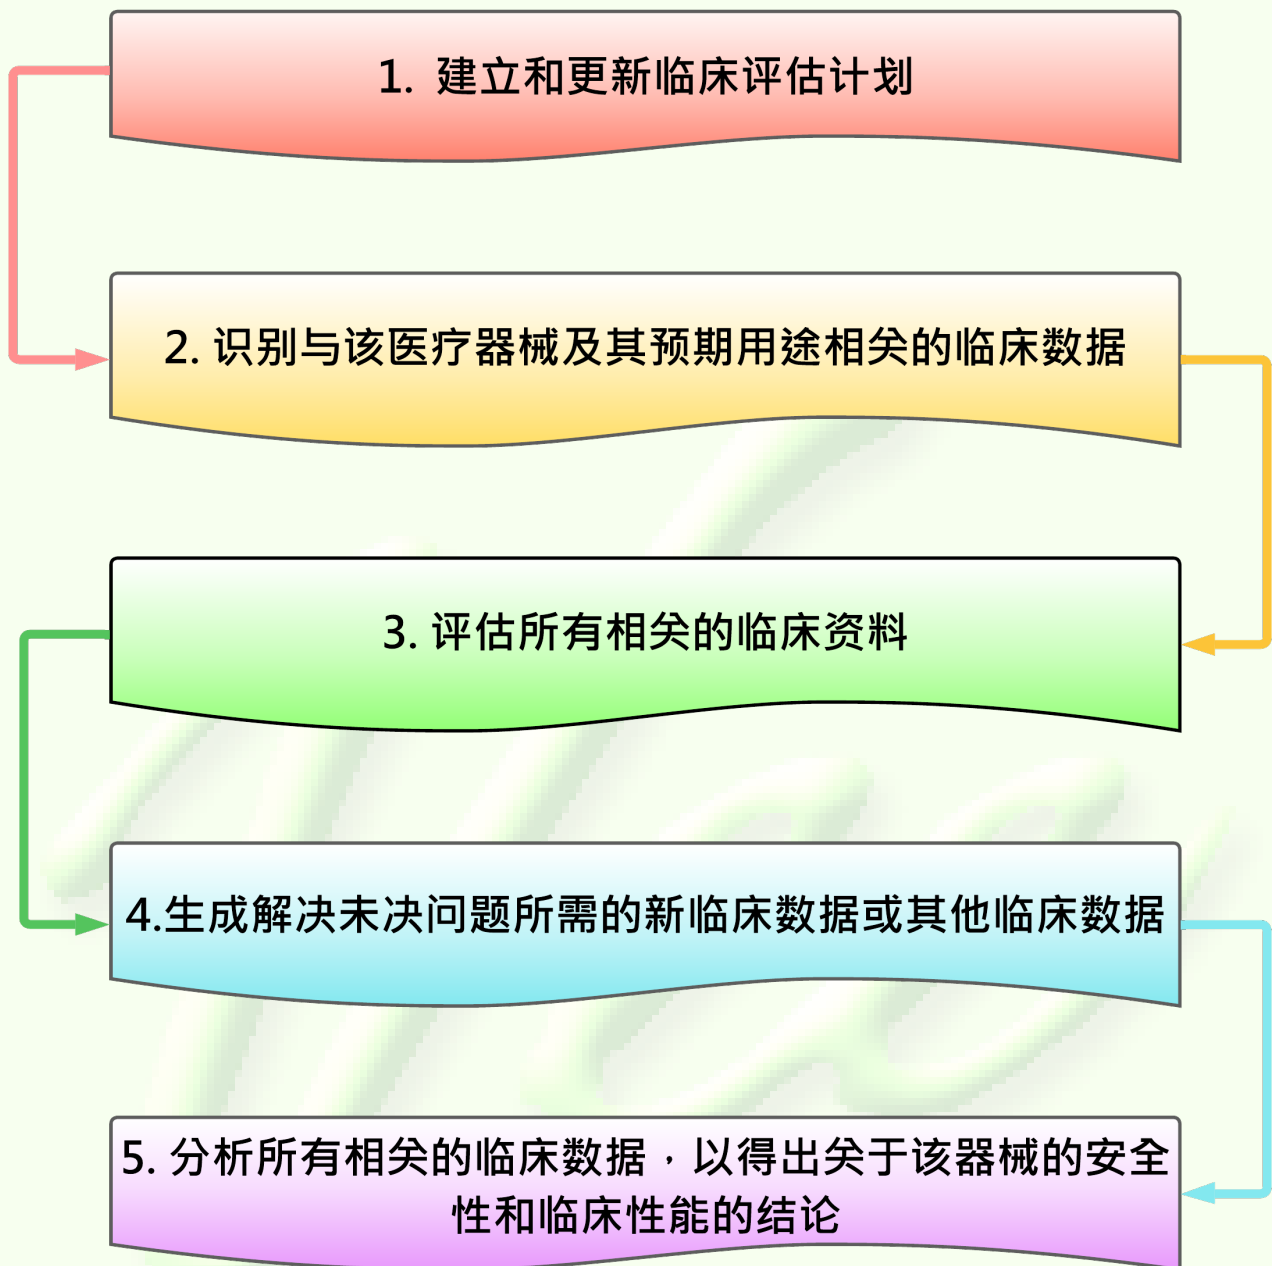 1. 建立和更新临床评估计划
2. 识别与该医疗器械及其预期用途相关的临床数据
3. 评估所有相关的临床资料
4.生成解决未决问题所需的新临床数据或其他临床数据
5. 分析所有相关的临床数据，以得出关于该器械的安全
性和临床性能的结论